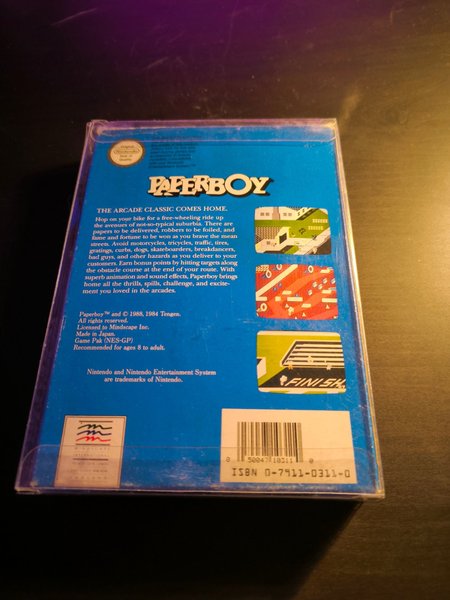 PAPERBOY
THE ARCADE CLASSIC COMES HOME.
Hop on your bike for a free-wheeling ride up
the avenues of not-so-typical suburbia. There are
papers to be delivered, robbers to be foiled, and
fame and fortune to be won as you brave the mean
streets. Avoid motorcycles, tricycles, traffic, tires,
gratings, curbs, dogs, skateboarders, breakdancers,
bad guys, and other hazards as you deliver to your
customers. Earn bonus points by hitting targets along
the obstacle course at the end of your route. With
superb animation and sound effects, Paperboy brings
home all the thrills, spills, challenge, and excite-
ment you loved in the arcades.
Paperboy™ and © 1988, 1984 Tengen.
All rights reserved.
Licensed to Mindscape Inc.
Made in Japan.
Game Pak (NES-GP)
Recommended for ages 8 to adult.
Nintendo and Nintendo Entertainment System
are trademarks of Nintendo.
FINISH
0 50047 10311 0
ISBN 0-7911-0311-0